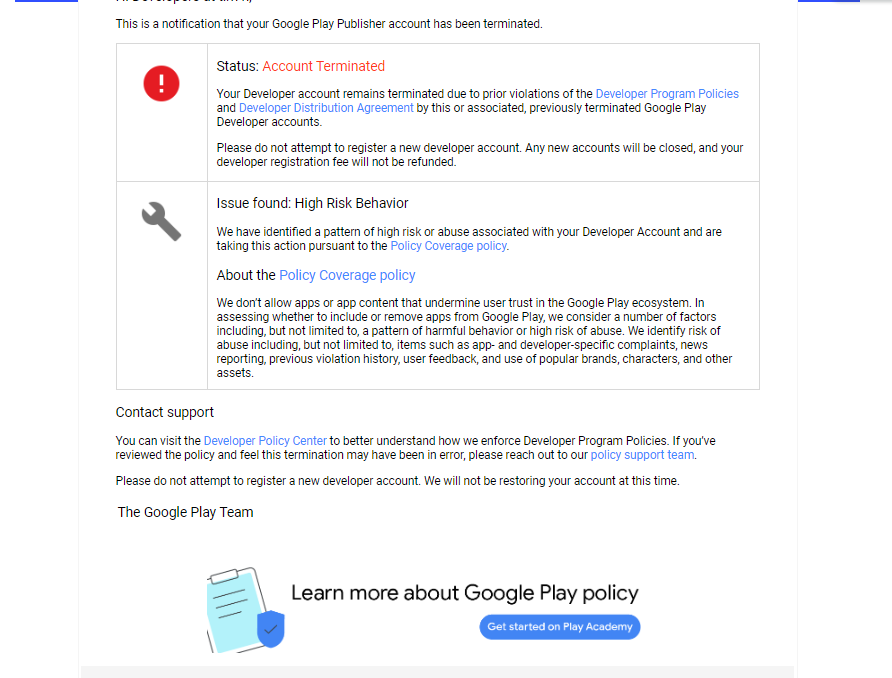 This is a notification that your Google Play Publisher account has been terminated.
Status: Account Terminated
Your Developer account remains terminated due to prior violations of the Developer Program Policies
and Developer Distribution Agreement by this or associated, previously terminated Google Play
Developer accounts.
Please do not attempt to register a new developer account. Any new accounts will be closed, and your
developer registration fee will not be refunded.
Issue found: High Risk Behavior
We have identified a pattern of high risk or abuse associated with your Developer Account and are
taking this action pursuant to the Policy Coverage policy.
About the Policy Coverage policy
We don't allow apps or app content that undermine user trust in the Google Play ecosystem. In
assessing whether to include or remove apps from Google Play, we consider a number of factors
including, but not limited to, a pattern of harmful behavior or high risk of abuse. We identify risk of
abuse including, but not limited to, items such as app- and developer-specific complaints, news
reporting, previous violation history, user feedback, and use of popular brands, characters, and other
assets.
Contact support
You can visit the Developer Policy Center to better understand how we enforce Developer Program Policies. If you've
reviewed the policy and feel this termination may have been in error, please reach out to our policy support team.
Please do not attempt to register a new developer account. We will not be restoring your account at this time.
The Google Play Team
Learn more about Google Play policy
Get started on Play Academy